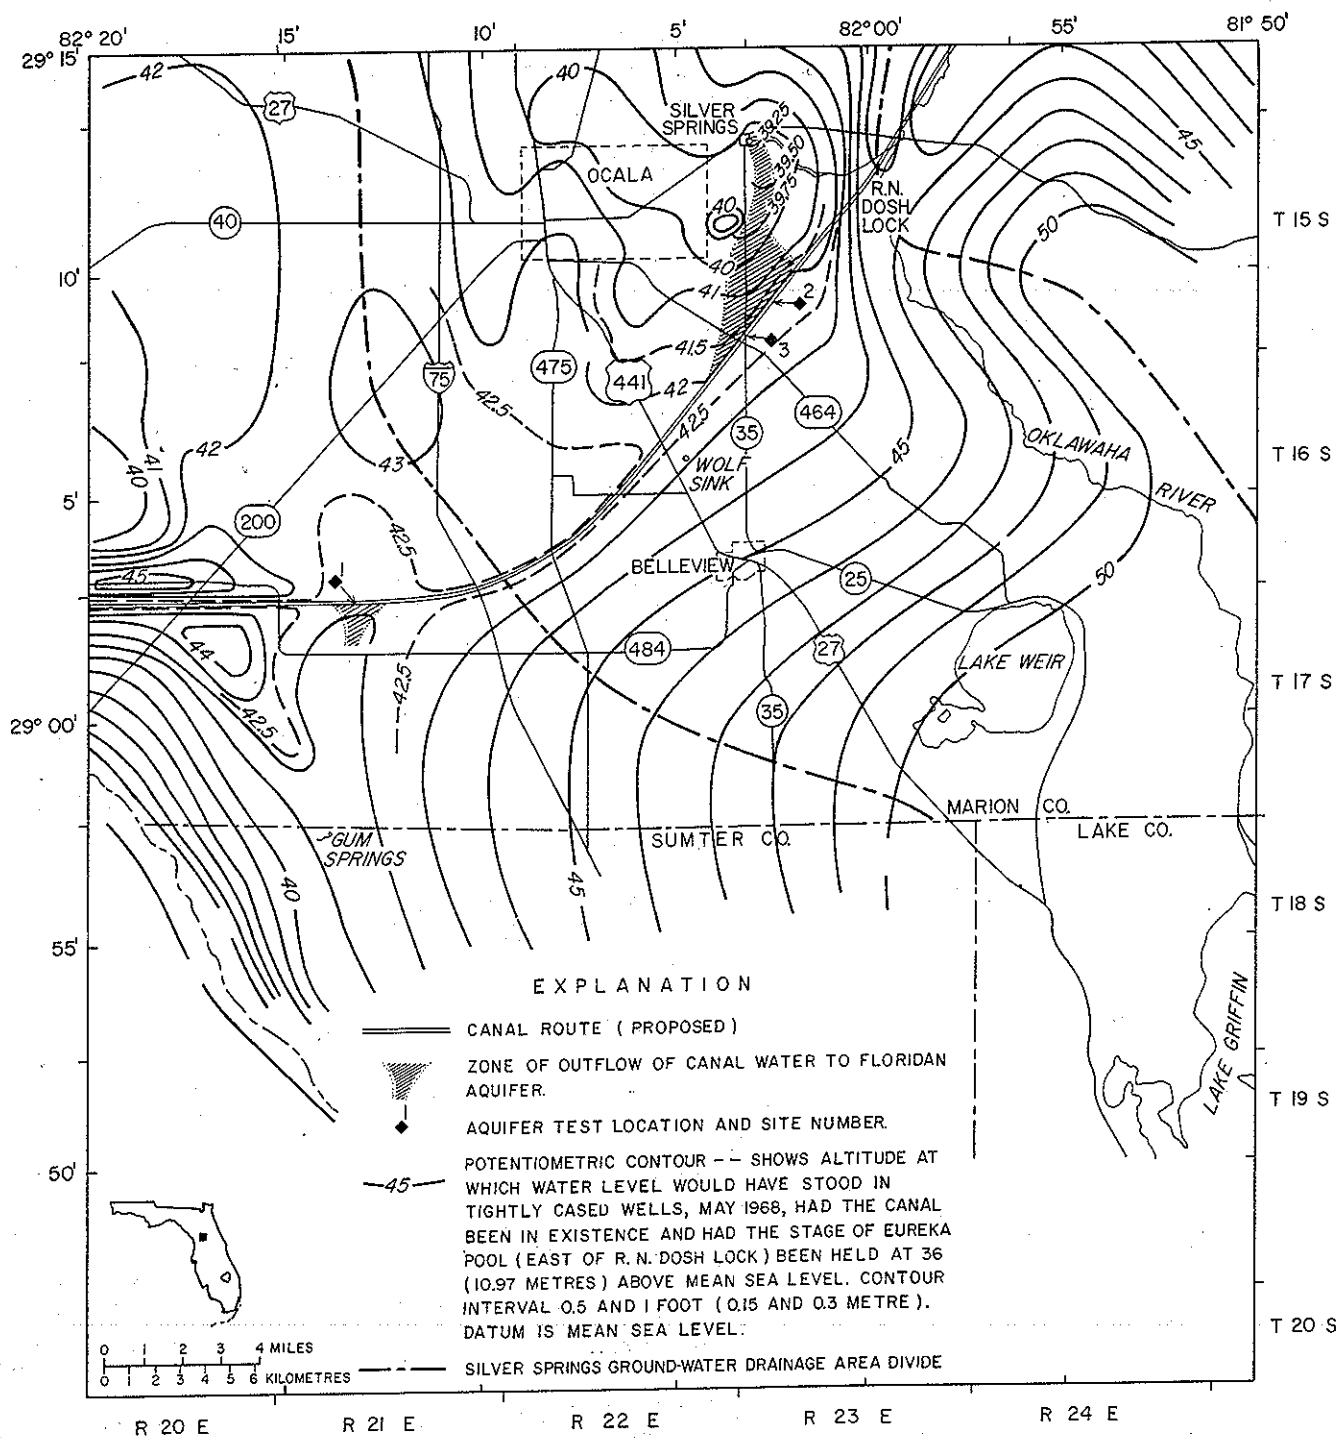 82° 20'
15'
10'
5'
82° 00'
55'
81° 50'
29° 15'
42
27
40
SILVER
SPRINGS
39.25
39.50
39.75
45
OCALA
R.N.
DOSH
LOCK
T 15 S
40
40
50
10'
40
41
2
41.5
3
75
475
441
42
42.5
464
42.5
35
42
41
40
43
WOLF
SINK
45
OKLAWAHA
RIVER
T 16 S
5'
200
42.5
BELLEVIEW
25
50
45
1
44
484
27
LAKE WEIR
T 17 S
42.5
42.5
35
29° 00'
MARION CO.
GUM
SPRINGS
SUMTER CO.
LAKE CO.
40
45
T 18 S
55'
EXPLANATION
CANAL ROUTE (PROPOSED)
ZONE OF OUTFLOW OF CANAL WATER TO FLORIDAN
AQUIFER.
1
AQUIFER TEST LOCATION AND SITE NUMBER.
LAKE GRIFFIN
T 19 S
50'
45
POTENTIOMETRIC CONTOUR -- SHOWS ALTITUDE AT
WHICH WATER LEVEL WOULD HAVE STOOD IN
TIGHTLY CASED WELLS, MAY 1968, HAD THE CANAL
BEEN IN EXISTENCE AND HAD THE STAGE OF EUREKA
POOL (EAST OF R. N. DOSH LOCK) BEEN HELD AT 36
(10.97 METRES) ABOVE MEAN SEA LEVEL. CONTOUR
INTERVAL 0.5 AND 1 FOOT (0.15 AND 0.3 METRE).
DATUM IS MEAN SEA LEVEL.
T 20 S
0 1 2 3 4 MILES
0 1 2 3 4 5 6 KILOMETRES
SILVER SPRINGS GROUND-WATER DRAINAGE AREA DIVIDE
R 20 E
R 21 E
R 22 E
R 23 E
R 24 E